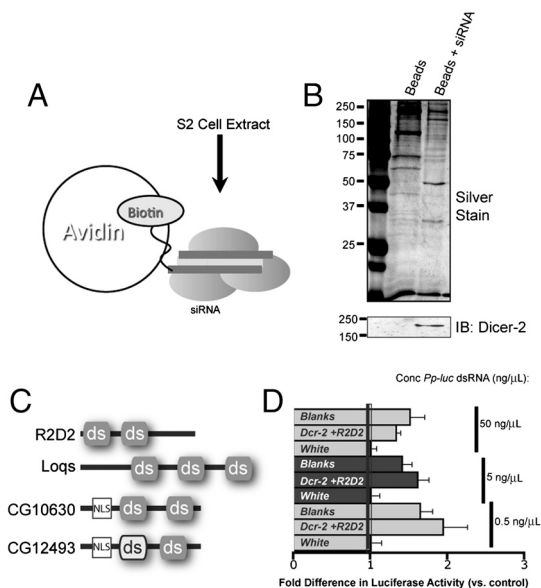 A
S2 Cell Extract
Avidin
Biotin
siRNA
B
Beads
Beads + siRNA
250
150
100
75
50
37
25
Silver
Stain
250
150
IB: Dicer-2
C
R2D2
ds ds
Loqs
ds ds ds
CG10630
NLS ds ds
CG12493
NLS ds ds
D
Conc Pp-luc dsRNA (ng/µL):
Blanks
Dcr-2 +R2D2
White
50 ng/µL
Blanks
Dcr-2 +R2D2
White
5 ng/µL
Blanks
Dcr-2 +R2D2
White
0.5 ng/µL
0 1 2 3
Fold Difference in Luciferase Activity (vs. control)